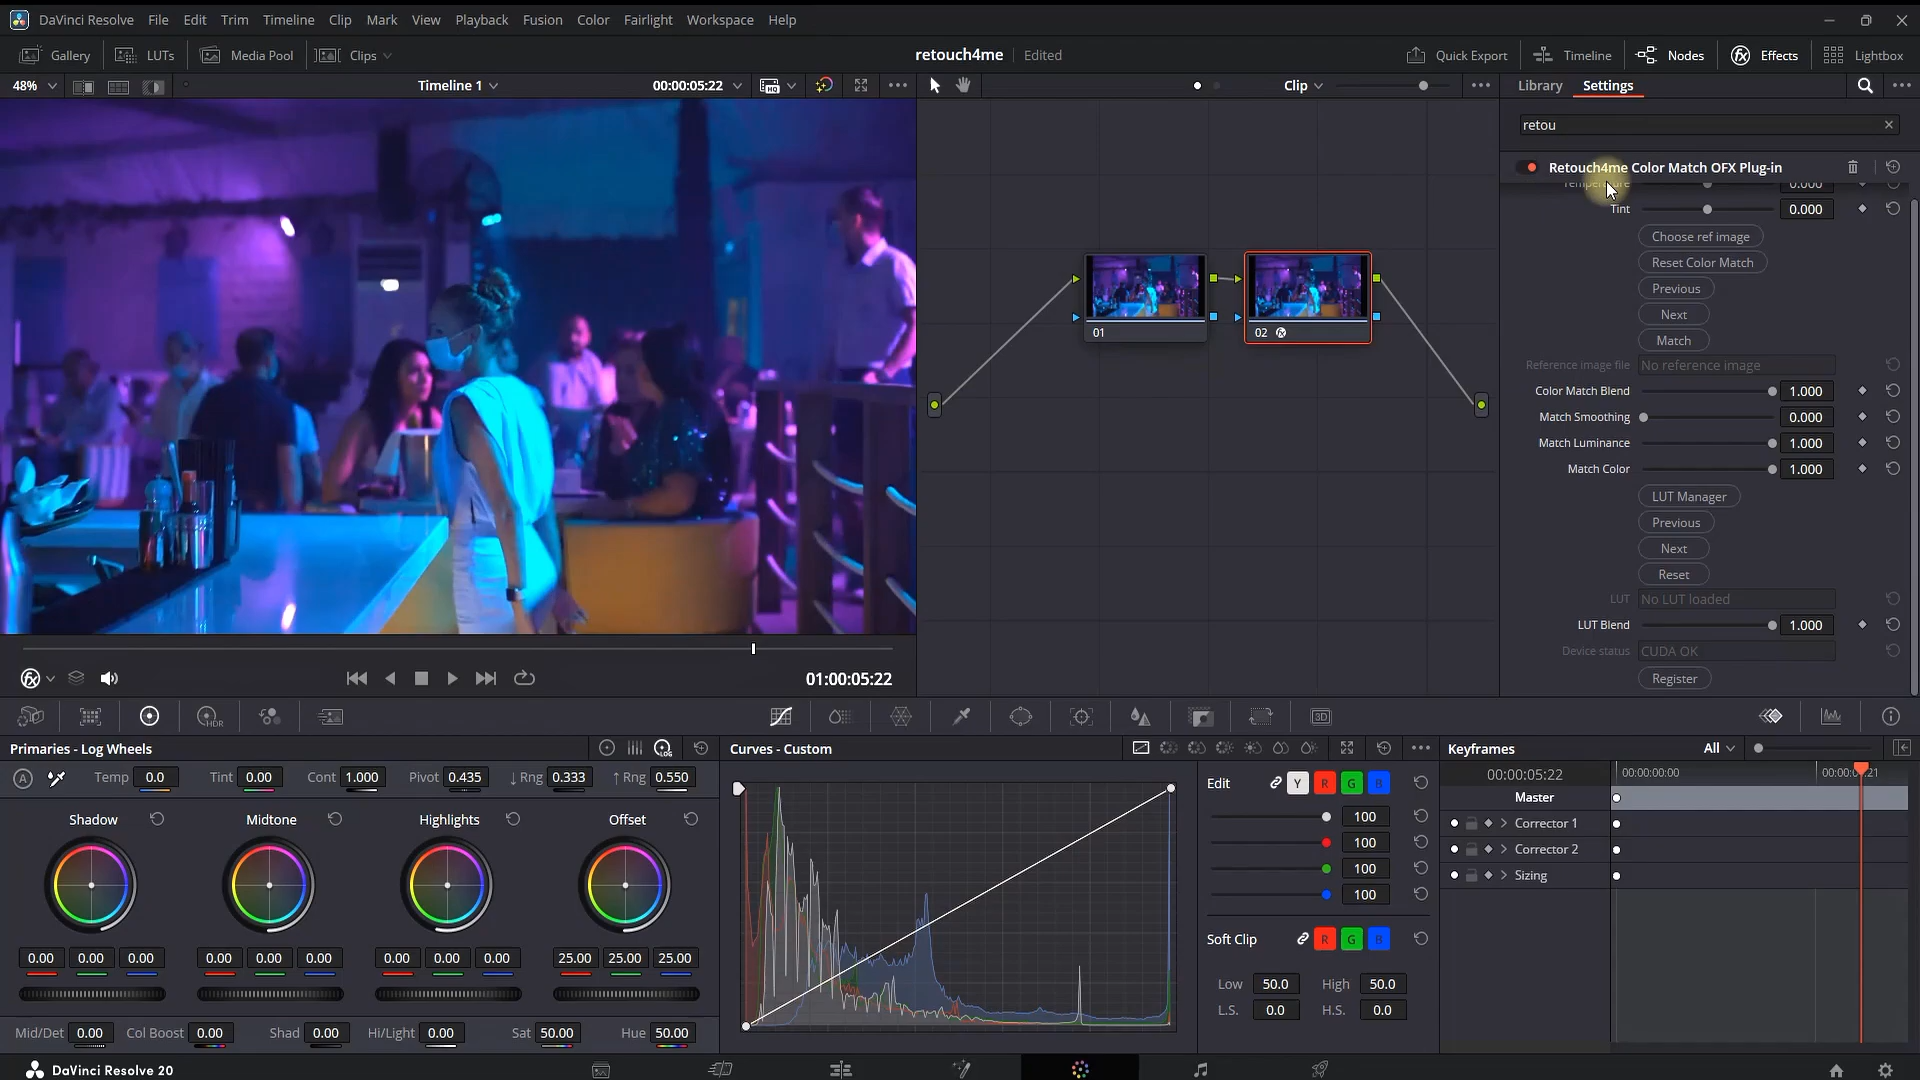 DaVinci Resolve File Edit Trim Timeline Clip Mark View Playback Fusion Color Fairlight Workspace Help
Gallery LUTs Media Pool Clips retouch4me Edited Quick Export Timeline Nodes Effects Lightbox
48% Timeline 1 00:00:05:22 HQ Clip Library Settings
retou
Retouch4me Color Match OFX Plug-in
Temperature 0.000
Tint 0.000
Choose ref image
Reset Color Match
Previous
Next
Match
Reference image file No reference image
Color Match Blend 1.000
Match Smoothing 0.000
Match Luminance 1.000
Match Color 1.000
LUT Manager
Previous
Next
Reset
LUT No LUT loaded
LUT Blend 1.000
Device status CUDA OK
Register
01
02 fx
fx 01:00:05:22
HDR 3D
Primaries - Log Wheels LOG
A Temp 0.0 Tint 0.00 Cont 1.000 Pivot 0.435 ↓Rng 0.333 ↑Rng 0.550
Shadow Midtone Highlights Offset
0.00 0.00 0.00 0.00 0.00 0.00 0.00 0.00 0.00 25.00 25.00 25.00
Mid/Det 0.00 Col Boost 0.00 Shad 0.00 Hi/Light 0.00 Sat 50.00 Hue 50.00
Curves - Custom
Edit Y R G B
100
100
100
100
Soft Clip R G B
Low 50.0 High 50.0
L.S. 0.0 H.S. 0.0
Keyframes All
00:00:05:22 00:00:00:00
Master
Corrector 1
Corrector 2
Sizing
DaVinci Resolve 20